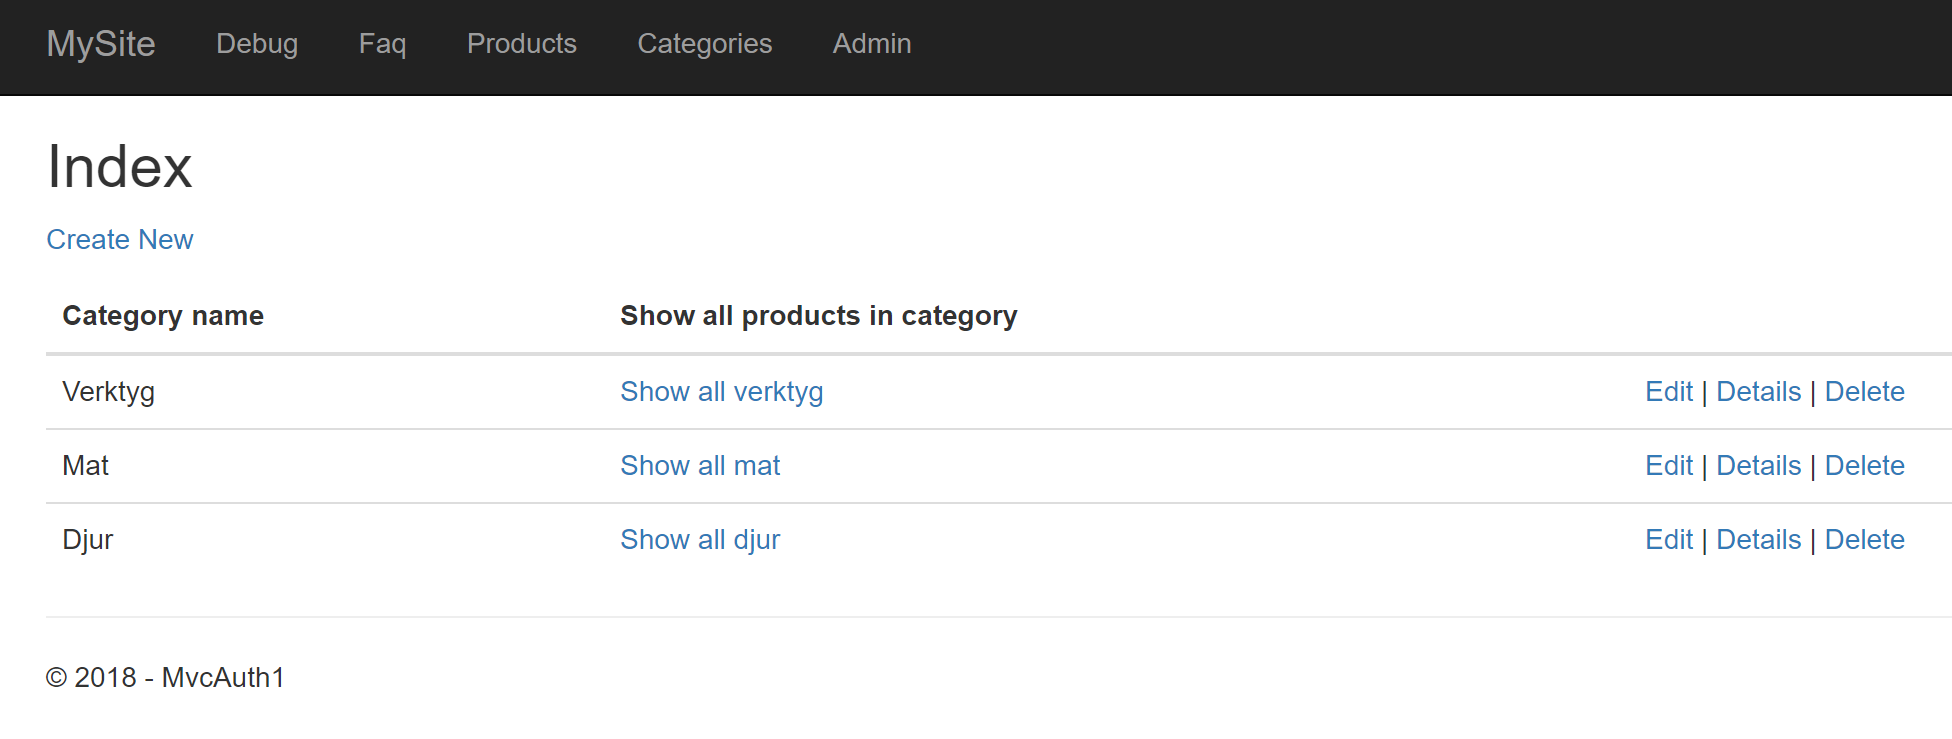 MySite Debug Faq Products Categories Admin
Index
Create New
Category name Show all products in category
Verktyg Show all verktyg Edit | Details | Delete
Mat Show all mat Edit | Details | Delete
Djur Show all djur Edit | Details | Delete
© 2018 - MvcAuth1